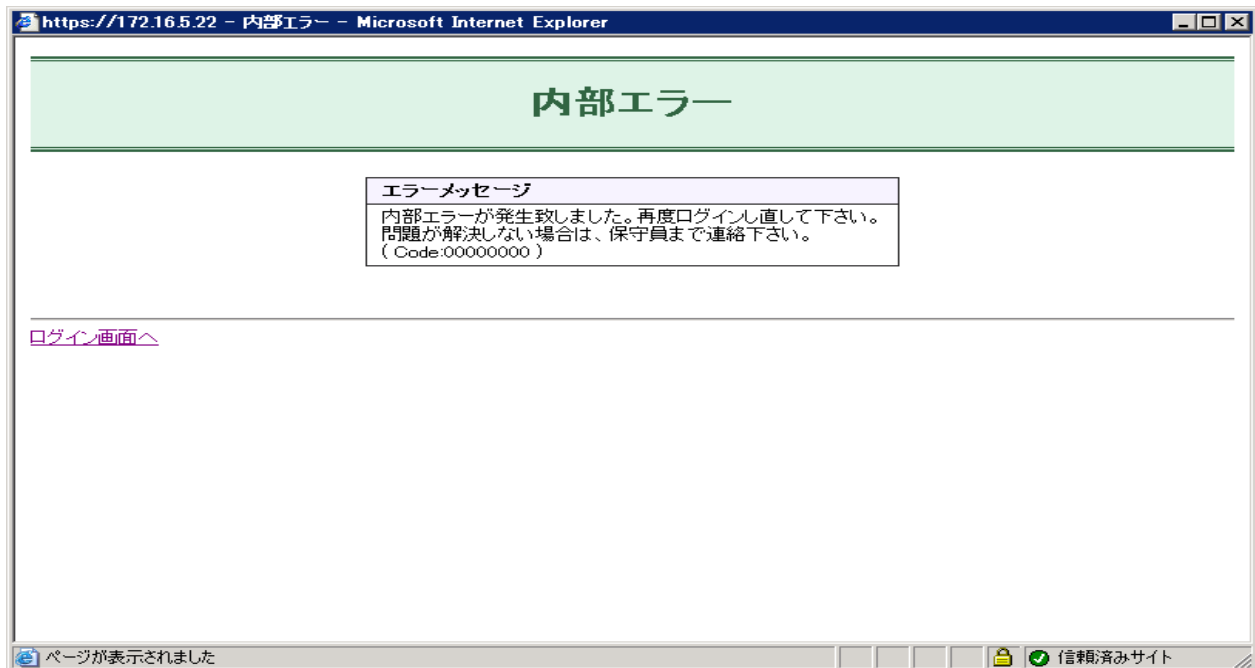 https://172.16.5.22 - 内部エラー - Microsoft Internet Explorer
内部エラー
エラーメッセージ
内部エラーが発生致しました。再度ログインし直して下さい。
問題が解決しない場合は、保守員まで連絡下さい。
( Code:00000000 )
ログイン画面へ
ページが表示されました
信頼済みサイト